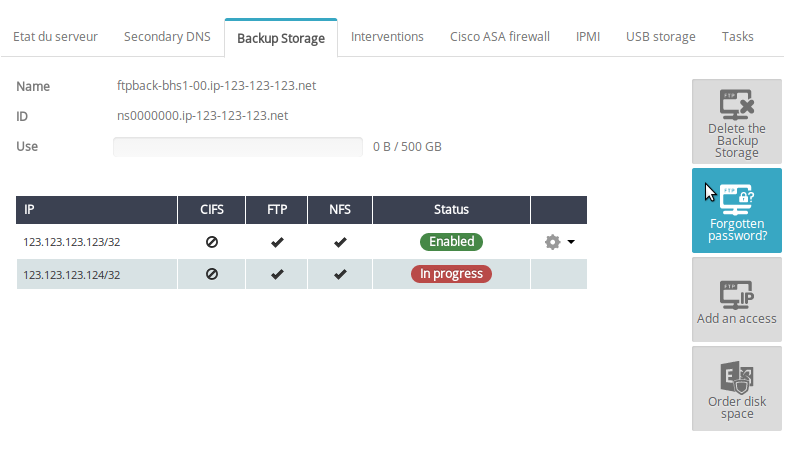 Etat du serveur Secondary DNS Backup Storage Interventions Cisco ASA firewall IPMI USB storage Tasks
Name ftpback-bhs1-00.ip-123-123-123.net
ID ns0000000.ip-123-123-123.net
Use 0 B / 500 GB
IP CIFS FTP NFS Status
123.123.123.123/32 Enabled
123.123.123.124/32 In progress
FTP
Delete the
Backup
Storage
FTP ?
Forgotten
password?
FTP IP
Add an access
Order disk
space